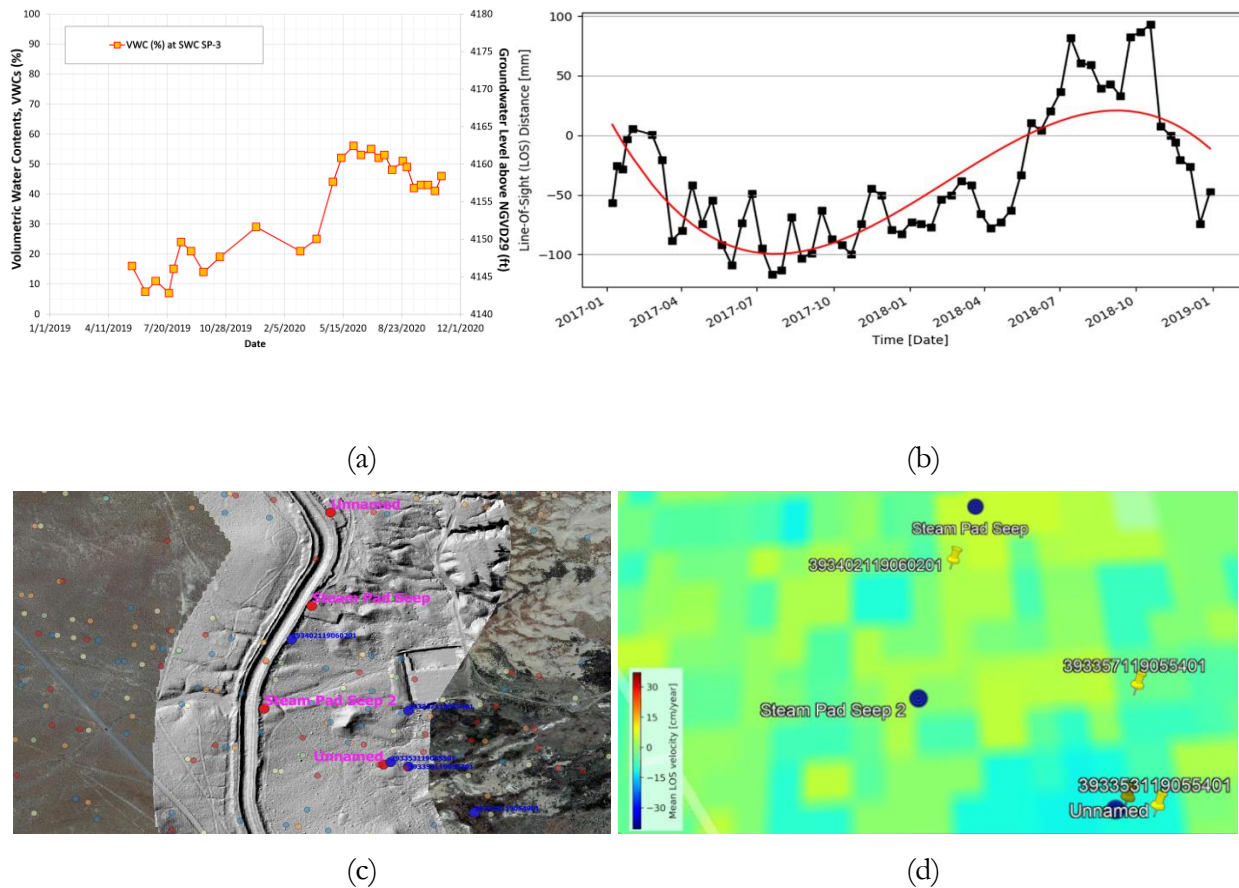 100
90
80
70
60
50
40
30
20
10
0
Volumetric Water Contents, VWCs (%)
VWC (%) at SWC SP-3
4180
4175
4170
4165
4160
4155
4150
4145
4140
Groundwater Level above NGVD29 (ft)
1/1/2019 4/11/2019 7/20/2019 10/28/2019 2/5/2020 5/15/2020 8/23/2020 12/1/2020
Date
100
50
0
−50
−100
Line-Of-Sight (LOS) Distance [mm]
2017-01 2017-04 2017-07 2017-10 2018-01 2018-04 2018-07 2018-10 2019-01
Time [Date]
(a)
(b)
Unnamed
Steam Pad Seep
393402119060201
Steam Pad Seep 2
Unnamed
Steam Pad Seep
393402119060201
393357119055401
Steam Pad Seep 2
393353119055401
Unnamed
30
15
0
−15
−30
Mean LOS velocity [cm/year]
(c)
(d)